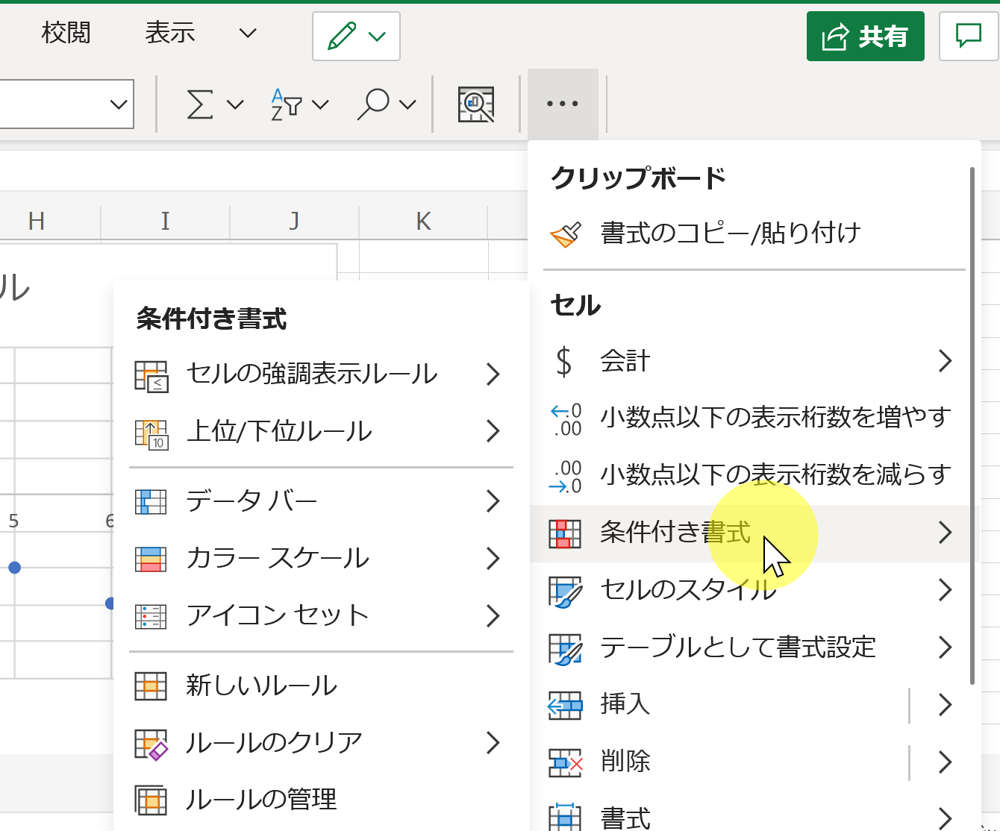 校閲 表示
共有
H I J K
ル
5 6
クリップボード
書式のコピー/貼り付け
セル
会計
小数点以下の表示桁数を増やす
小数点以下の表示桁数を減らす
条件付き書式
セルのスタイル
テーブルとして書式設定
挿入
削除
書式
条件付き書式
セルの強調表示ルール
上位/下位ルール
データ バー
カラー スケール
アイコン セット
新しいルール
ルールのクリア
ルールの管理